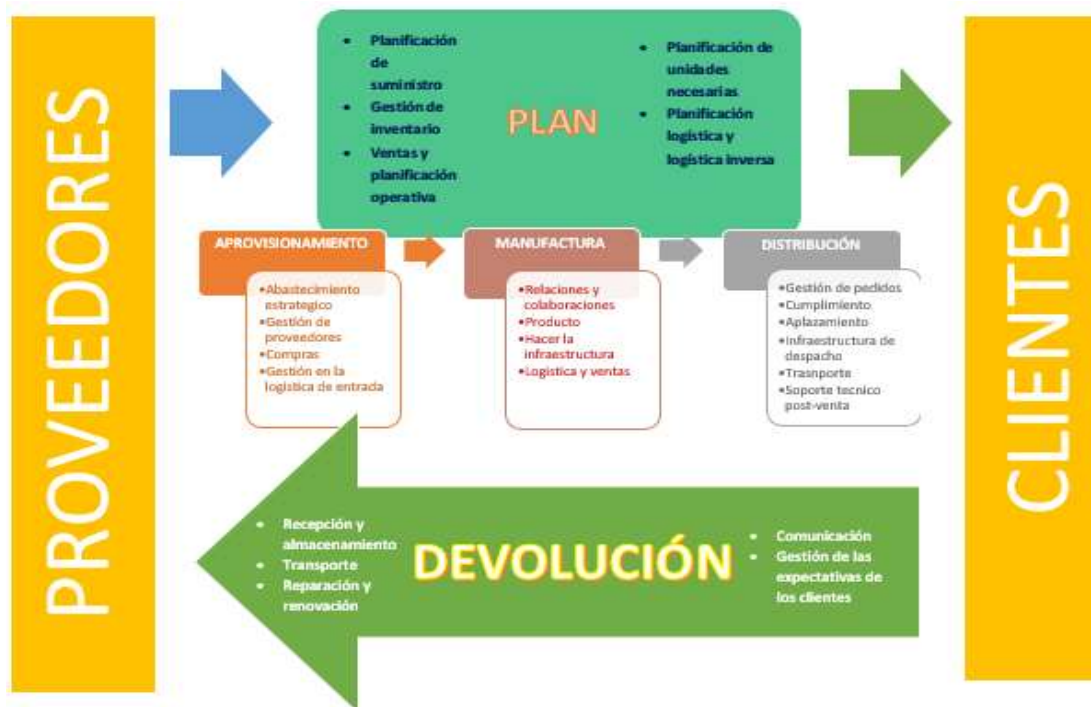 PROVEEDORES
• Planificación
de
suministro
• Gestión de
inventario
• Ventas y
planificación
operativa
PLAN
• Planificación de
unidades
necesarias
• Planificación
logística y
logística inversa
APROVISIONAMIENTO
•Abastecimiento
estrategico
•Gestión de
proveedores
•Compras
•Gestión en la
logistica de entrada
MANUFACTURA
•Relaciones y
colaboraciones
•Producto
•Hacer la
infraestructura
•Logistica y ventas
DISTRIBUCIÓN
•Gestión de pedidos
•Cumplimiento
•Aplazamiento
•Infraestructura de
despacho
•Trasnporte
•Soporte tecnico
post-venta
• Recepción y
almacenamiento
• Transporte
• Reparación y
renovación
DEVOLUCIÓN
• Comunicación
• Gestión de las
expectativas de
los clientes
CLIENTES